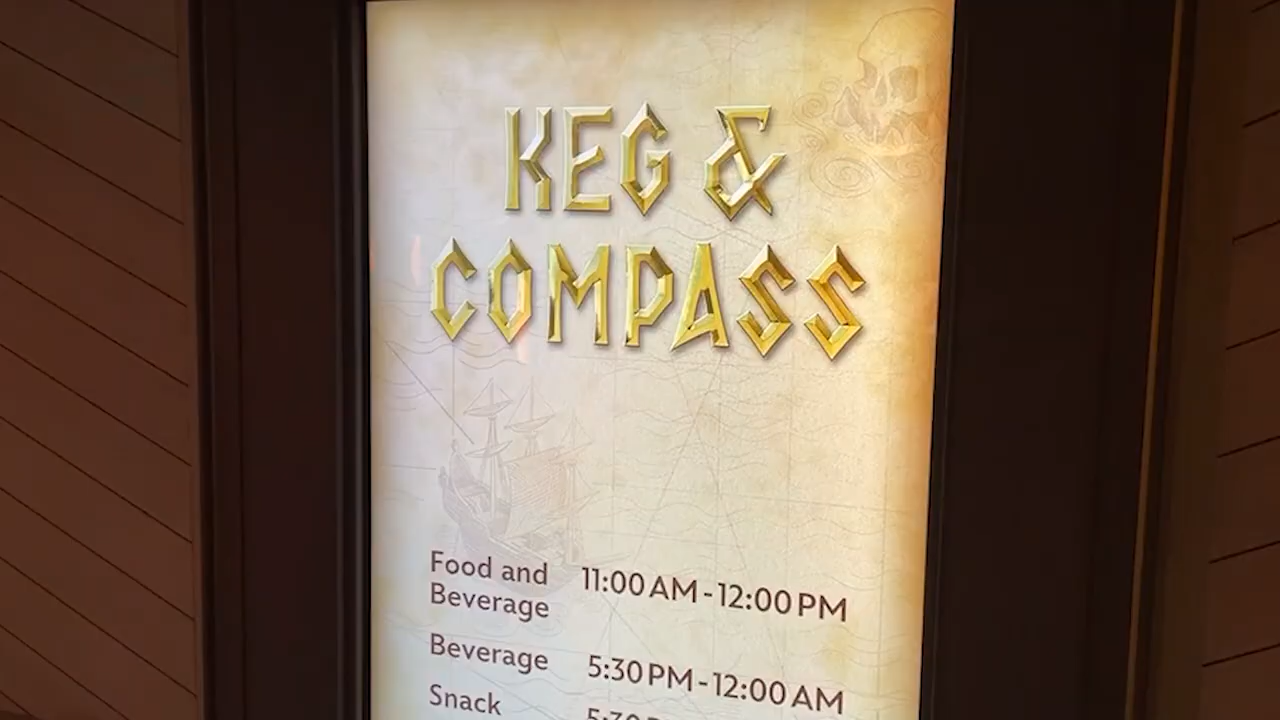 KEG &
COMPASS
Food and
Beverage
11:00 AM - 12:00 PM
Beverage 5:30 PM - 12:00 AM
Snack